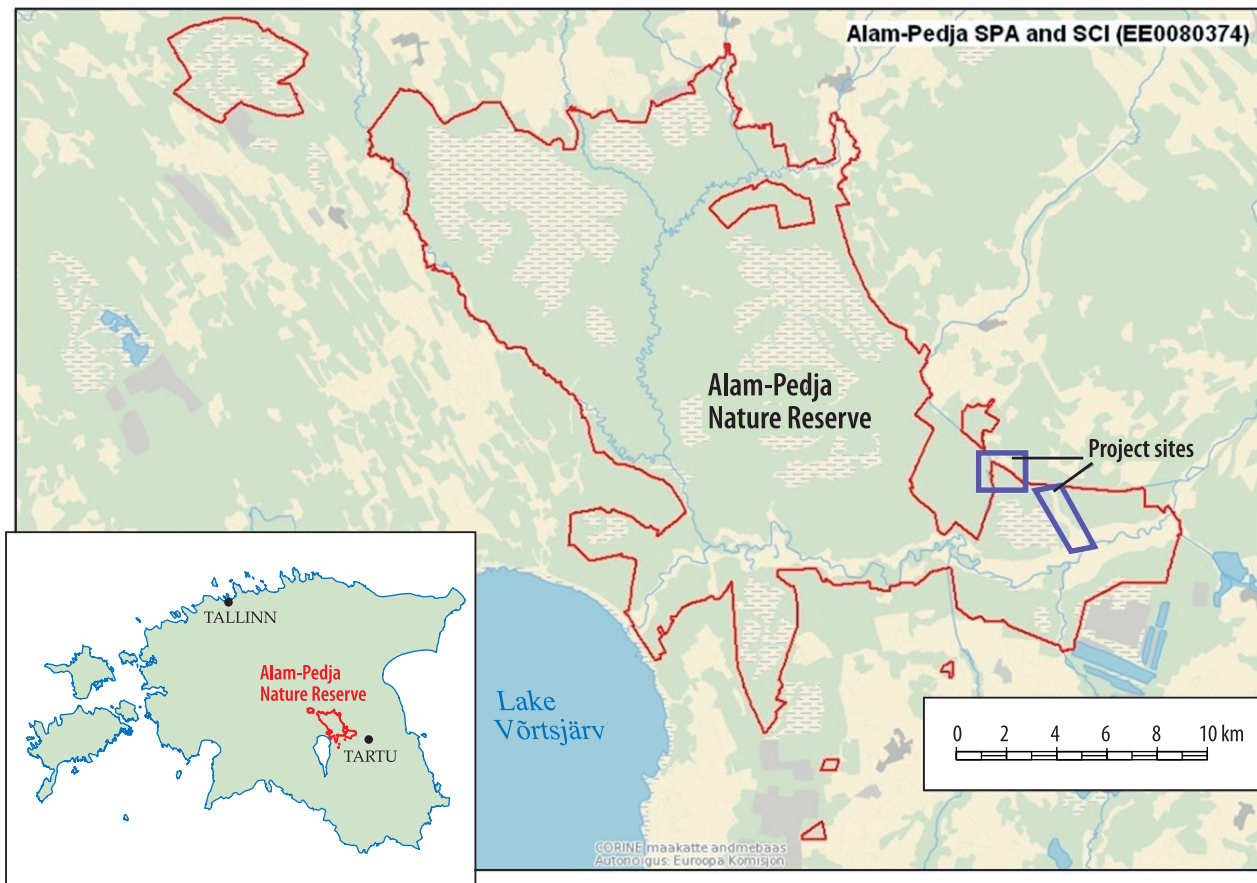 Alam-Pedja SPA and SCI (EE0080374)
Alam-Pedja
Nature Reserve
Project sites
TALLINN
Alam-Pedja
Nature Reserve
TARTU
Lake
Võrtsjärv
0 2 4 6 8 10 km
CORINE maakatte andmebaas
Autoriõigus: Euroopa Komisjon